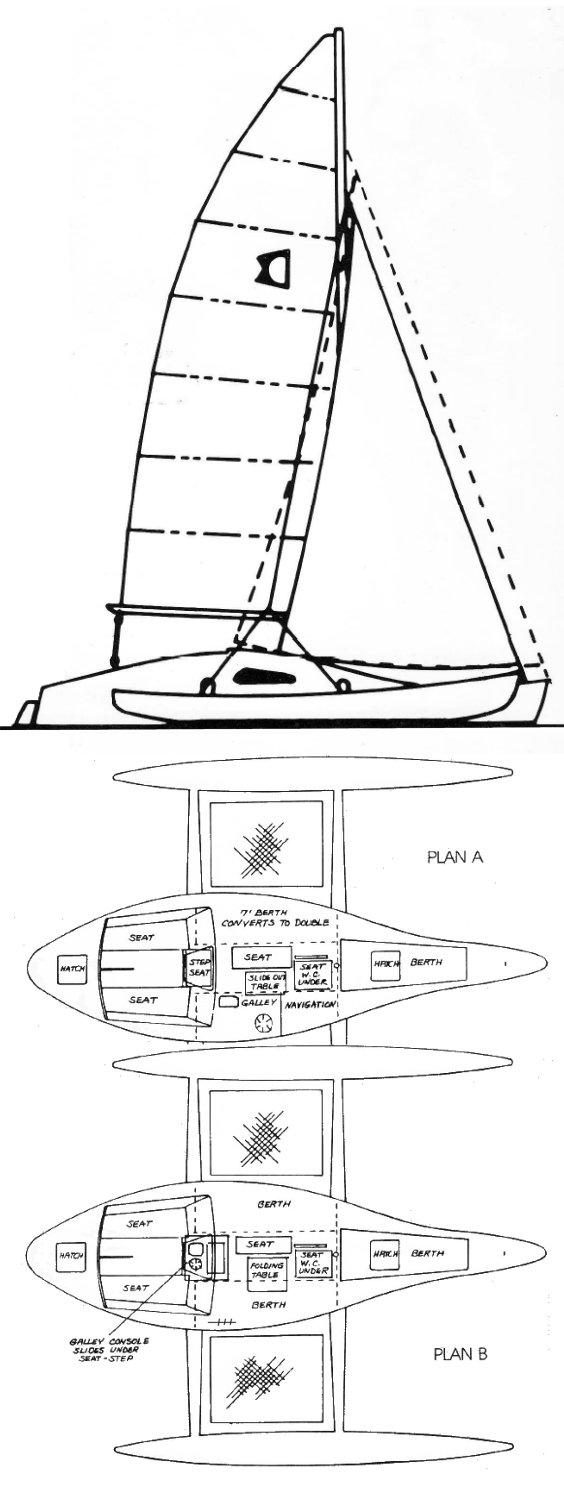 PLAN A
7' BERTH
CONVERTS TO DOUBLE
SEAT
HATCH
STEP
SEAT
SEAT
SEAT
W.C.
UNDER
HATCH
BERTH
SLIDE OUT
TABLE
SEAT
GALLEY
NAVIGATION
BERTH
SEAT
HATCH
SEAT
SEAT
W.C.
UNDER
HATCH
BERTH
FOLDING
TABLE
SEAT
BERTH
GALLEY CONSOLE
SLIDES UNDER
SEAT-STEP
PLAN B